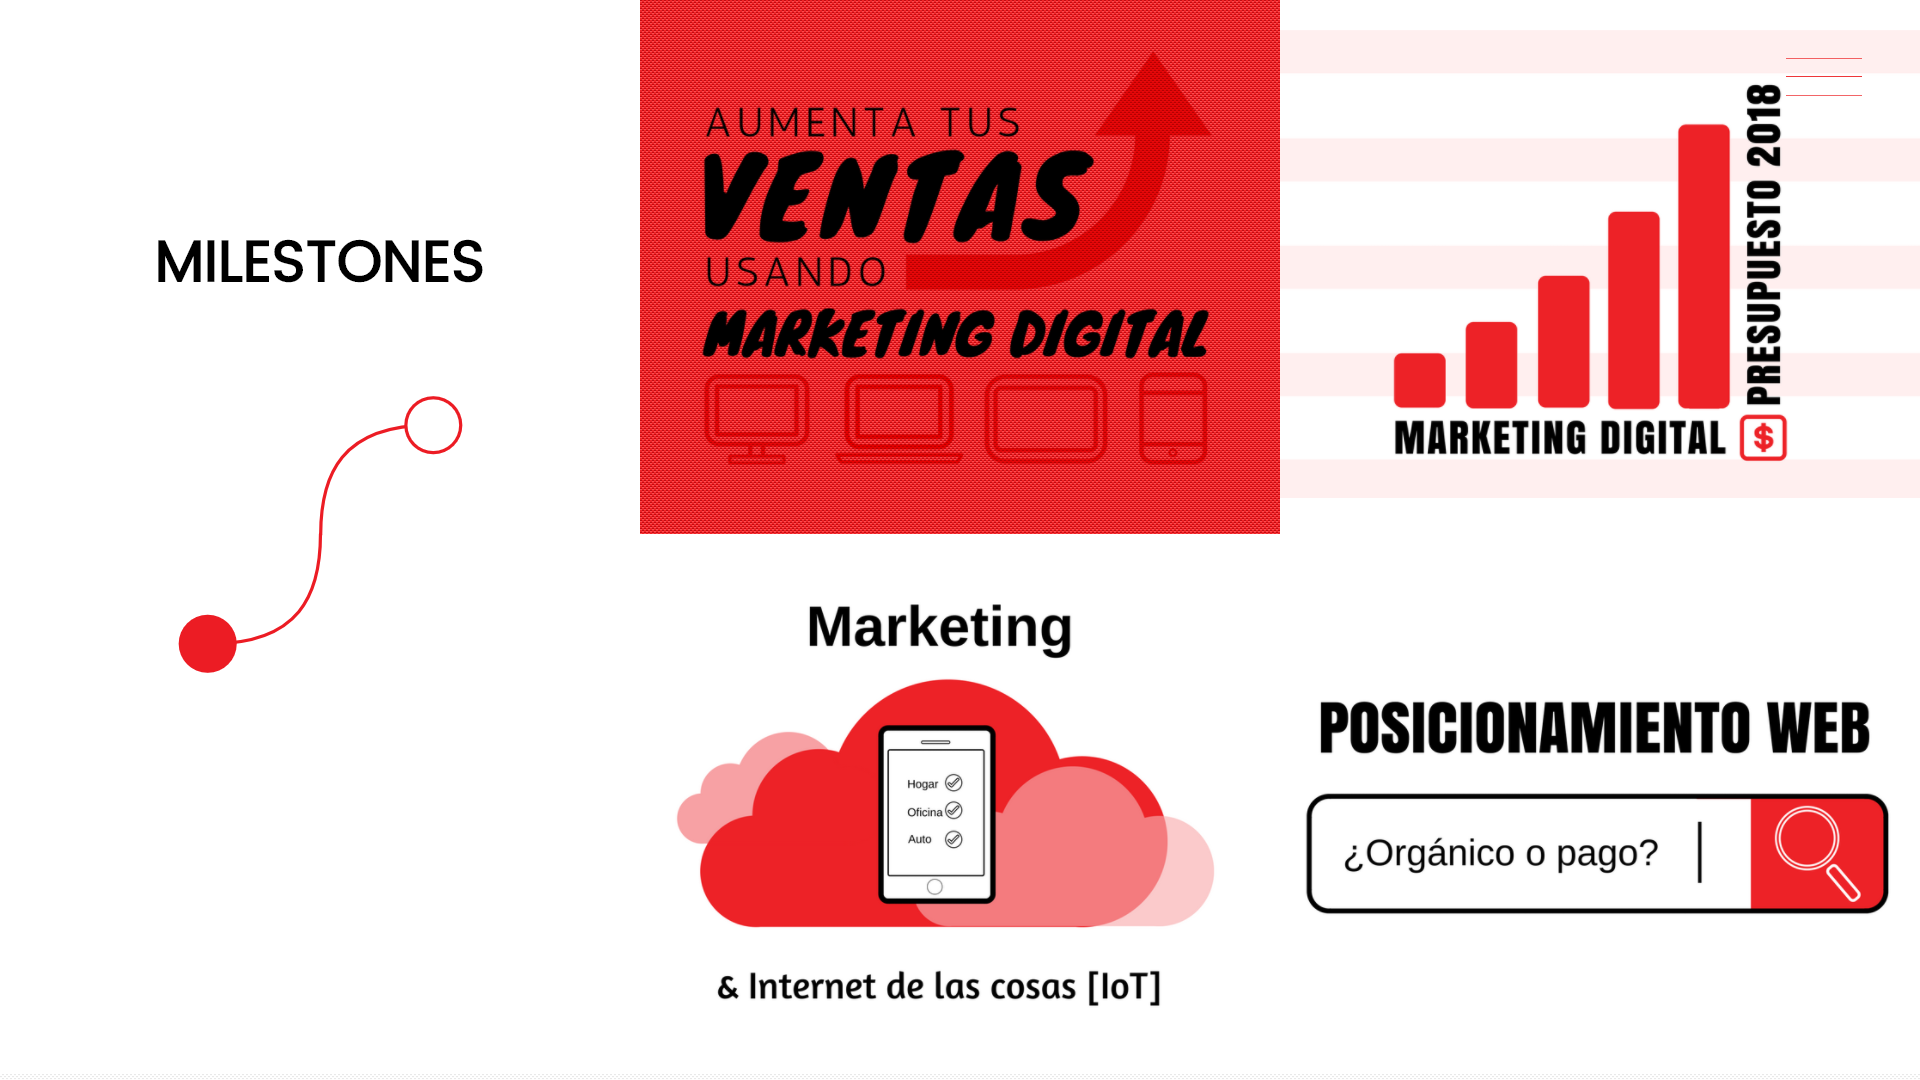 MILESTONES
AUMENTA TUS
VENTAS
USANDO
MARKETING DIGITAL
PRESUPUESTO 2018
MARKETING DIGITAL $
Marketing
Hogar
Oficina
Auto
& Internet de las cosas [IoT]
POSICIONAMIENTO WEB
¿Orgánico o pago?